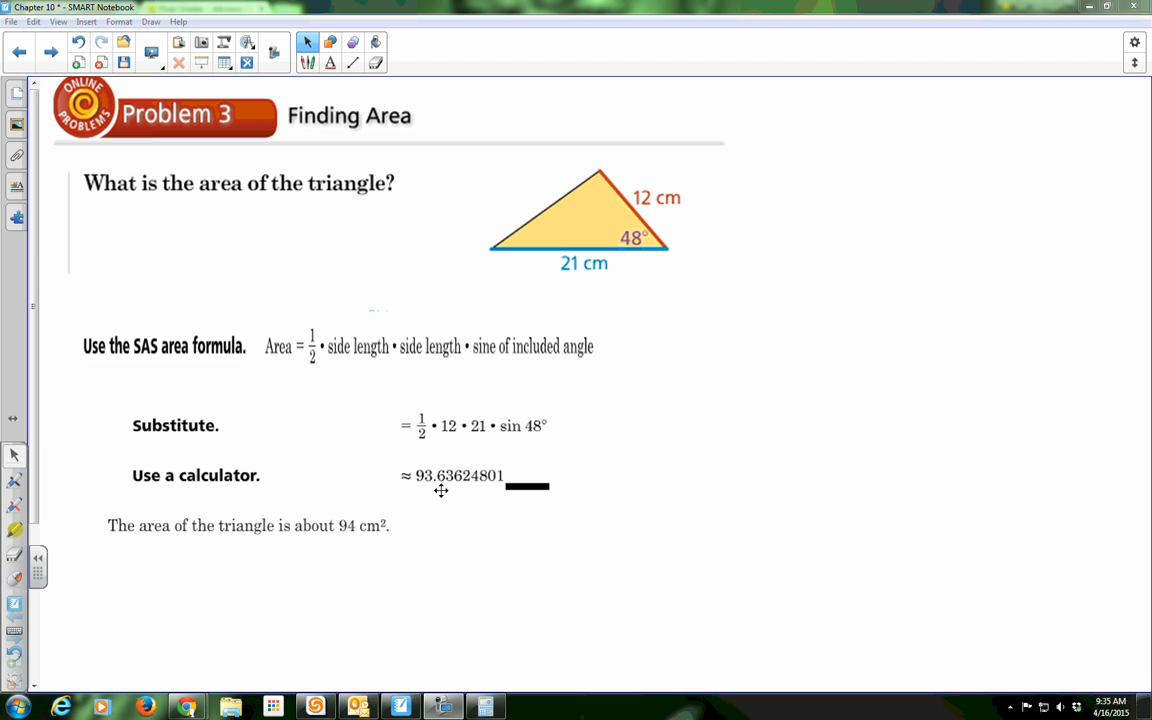 Chapter 10 * - SMART Notebook
File Edit View Insert Format Draw Help
ONLINE PROBLEMS
Problem 3 Finding Area
What is the area of the triangle?
12 cm
48°
21 cm
Use the SAS area formula. Area = 1/2 • side length • side length • sine of included angle
Substitute. = 1/2 • 12 • 21 • sin 48°
Use a calculator. ≈ 93.63624801
The area of the triangle is about 94 cm².
9:35 AM
4/16/2015